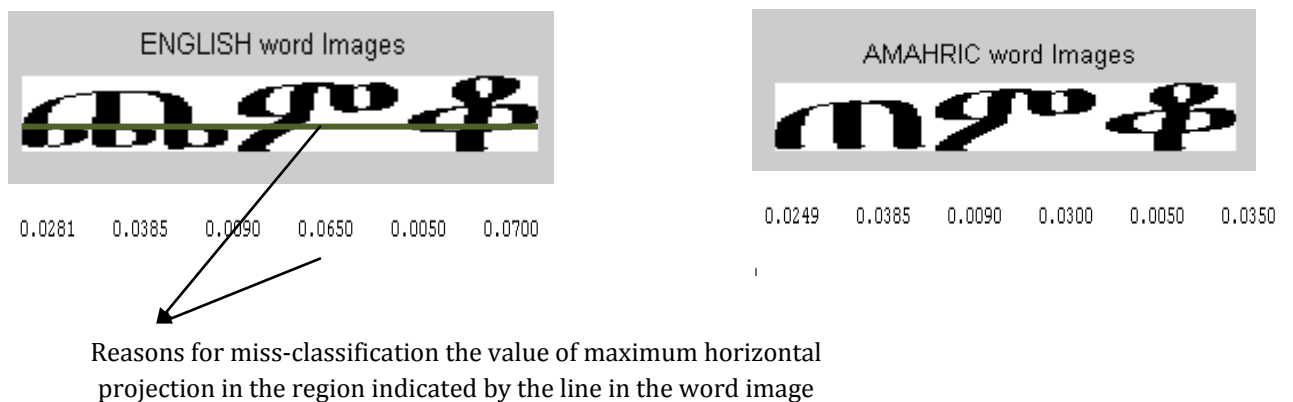 ENGLISH word Images
ጨምቆ
0.0281 0.0385 0.0090 0.0650 0.0050 0.0700
AMAHRIC word Images
ጠምቆ
0.0249 0.0385 0.0090 0.0300 0.0050 0.0350
Reasons for miss-classification the value of maximum horizontal
projection in the region indicated by the line in the word image